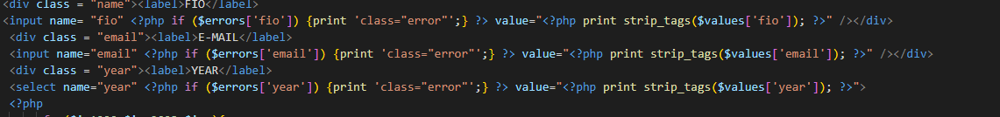 <div class = "name"><label>FIO</label>
<input name= "fio" <?php if ($errors['fio']) {print 'class="error"';} ?> value="<?php print strip_tags($values['fio']); ?>" /></div>
<div class = "email"><label>E-MAIL</label>
<input name="email" <?php if ($errors['email']) {print 'class="error"';} ?> value="<?php print strip_tags($values['email']); ?>" /></div>
<div class = "year"><label>YEAR</label>
<select name="year" <?php if ($errors['year']) {print 'class="error"';} ?> value="<?php print strip_tags($values['year']); ?>">
<?php